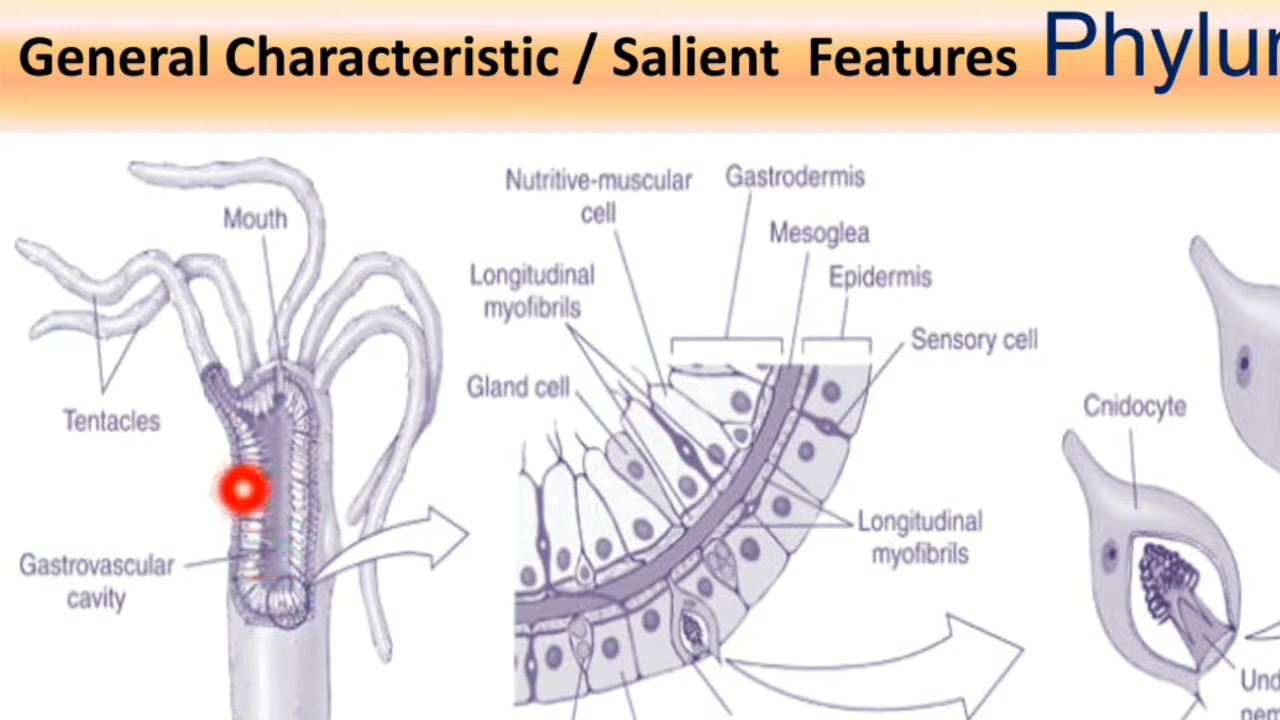 General Characteristic / Salient Features Phylum
Mouth
Tentacles
Gastrovascular
cavity
Nutritive-muscular
cell
Gastrodermis
Mesoglea
Epidermis
Longitudinal
myofibrils
Gland cell
Sensory cell
Longitudinal
myofibrils
Cnidocyte